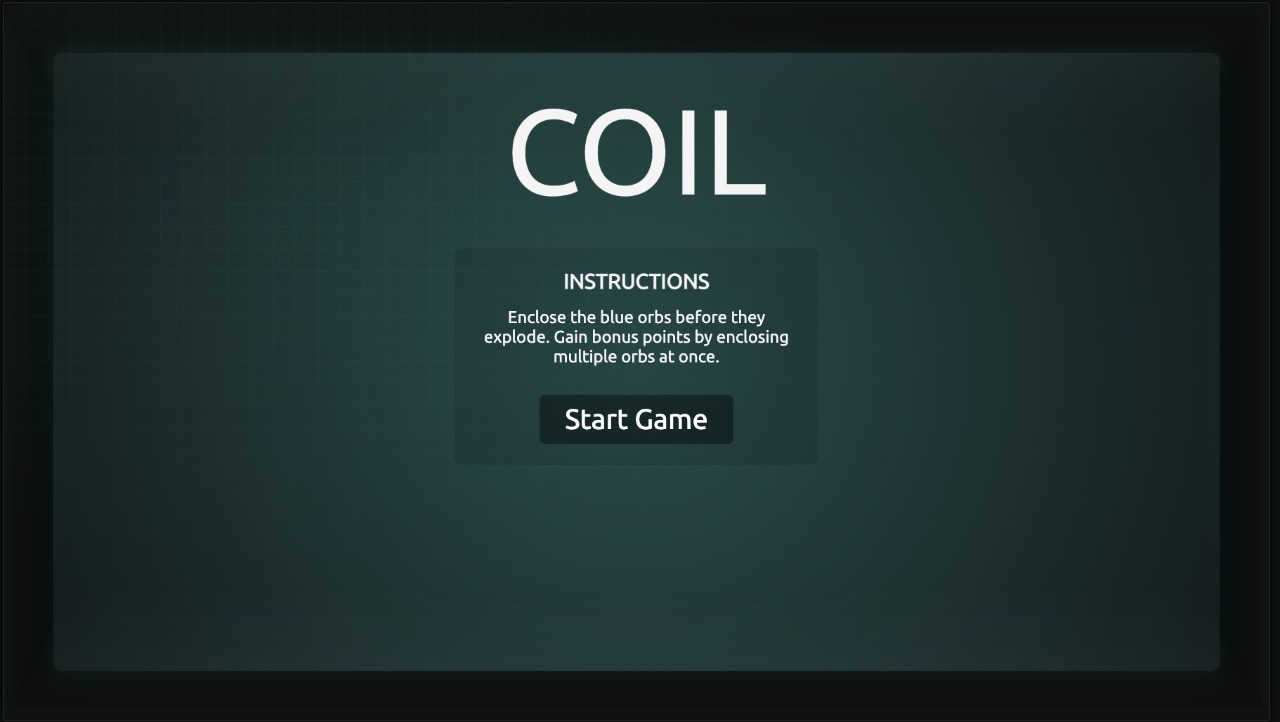 COIL
INSTRUCTIONS
Enclose the blue orbs before they
explode. Gain bonus points by enclosing
multiple orbs at once.
Start Game